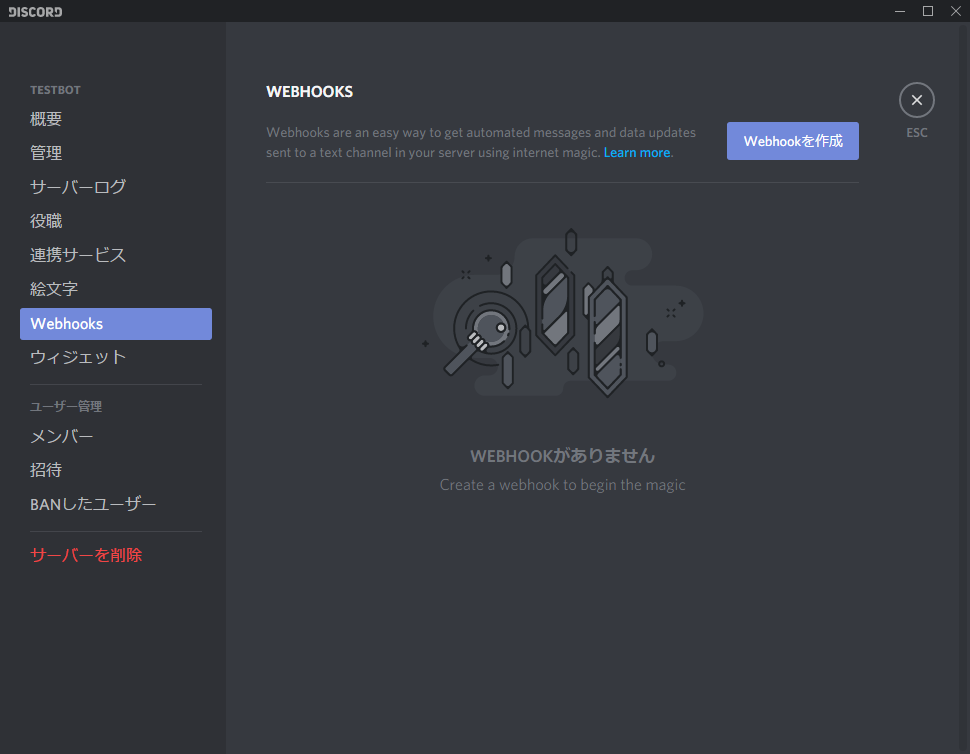 DISCORD
TESTBOT
概要
管理
サーバーログ
役職
連携サービス
絵文字
Webhooks
ウィジェット
ユーザー管理
メンバー
招待
BANしたユーザー
サーバーを削除
WEBHOOKS
Webhooks are an easy way to get automated messages and data updates
sent to a text channel in your server using internet magic. Learn more.
Webhookを作成
ESC
WEBHOOKがありません
Create a webhook to begin the magic